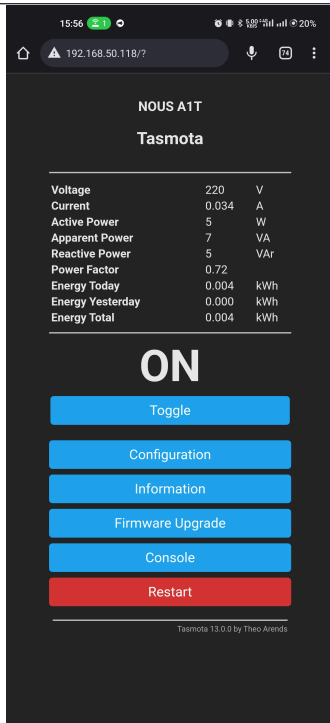 15:56 1 20%
192.168.50.118/? 74
NOUS A1T
Tasmota
Voltage 220 V
Current 0.034 A
Active Power 5 W
Apparent Power 7 VA
Reactive Power 5 VAr
Power Factor 0.72
Energy Today 0.004 kWh
Energy Yesterday 0.000 kWh
Energy Total 0.004 kWh
ON
Toggle
Configuration
Information
Firmware Upgrade
Console
Restart
Tasmota 13.0.0 by Theo Arends